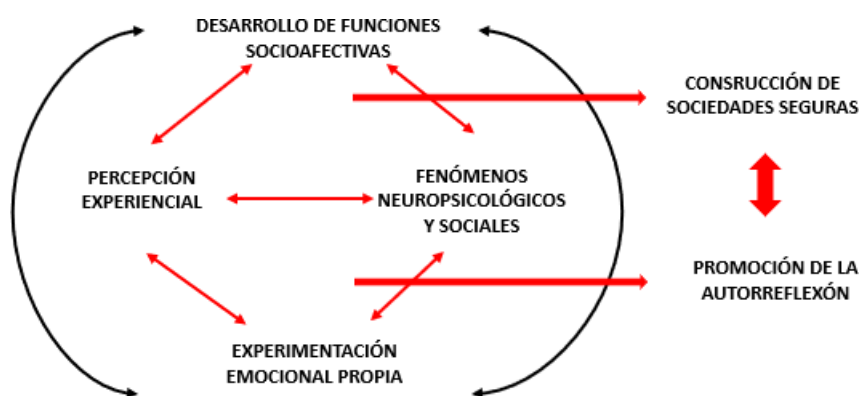 DESARROLLO DE FUNCIONES
SOCIOAFECTIVAS
CONSRUCCIÓN DE
SOCIEDADES SEGURAS
PERCEPCIÓN
EXPERIENCIAL
FENÓMENOS
NEUROPSICOLÓGICOS
Y SOCIALES
PROMOCIÓN DE LA
AUTORREFLEXÓN
EXPERIMENTACIÓN
EMOCIONAL PROPIA